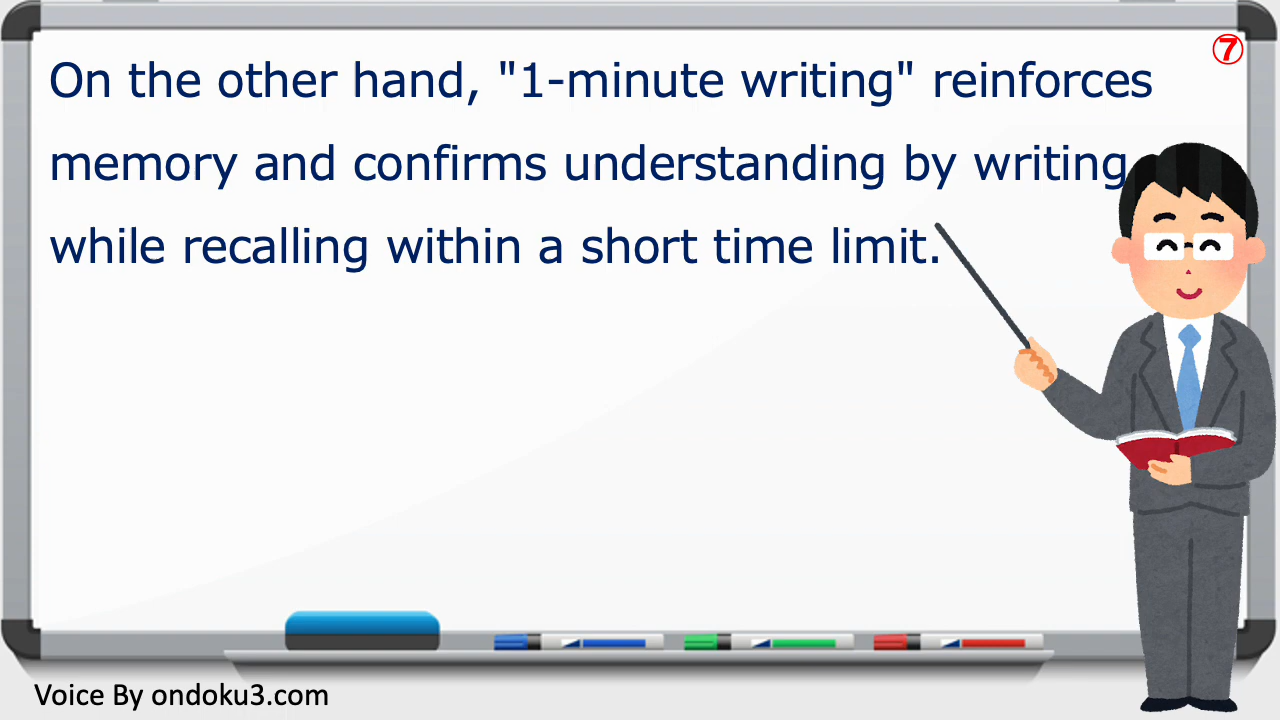 ⑦
On the other hand, "1-minute writing" reinforces
memory and confirms understanding by writing
while recalling within a short time limit.
Voice By ondoku3.com